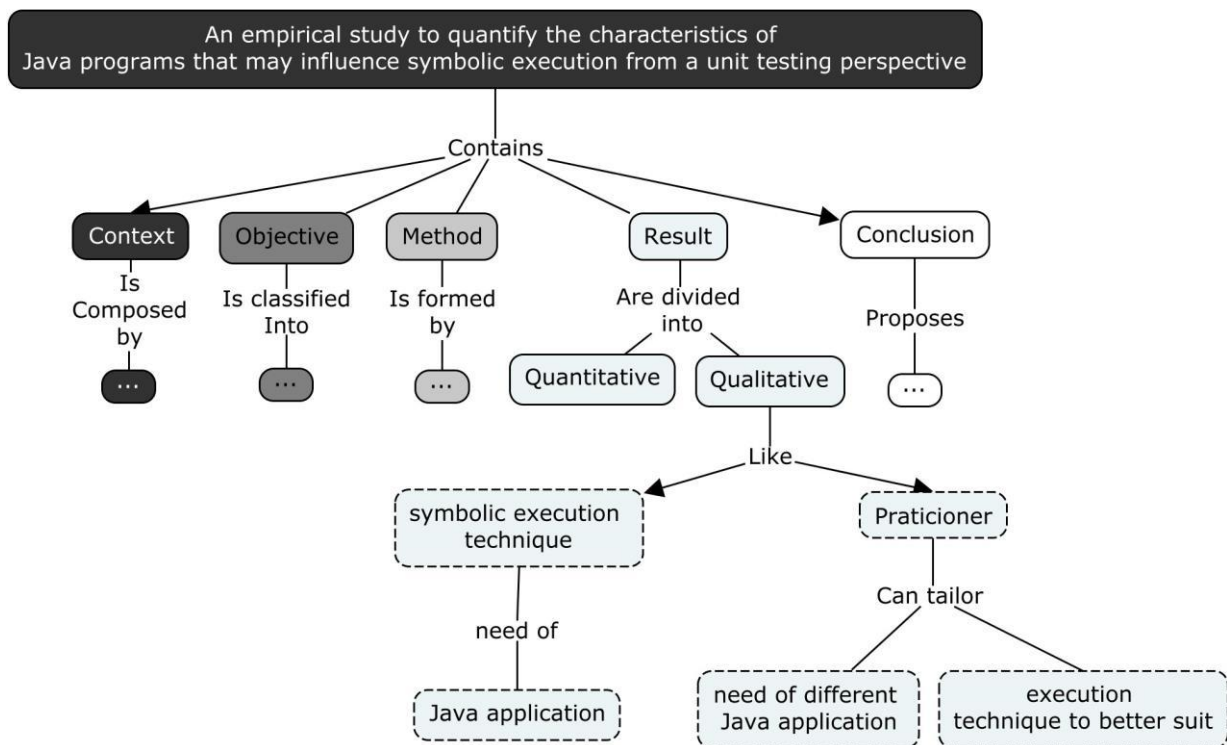 An empirical study to quantify the characteristics of
Java programs that may influence symbolic execution from a unit testing perspective
Contains
Context
Objective
Method
Result
Conclusion
Is
Composed
by
Is classified
Into
Is formed
by
Are divided
into
Proposes
...
...
...
Quantitative
Qualitative
...
Like
symbolic execution
technique
Praticioner
need of
Can tailor
Java application
need of different
Java application
execution
technique to better suit